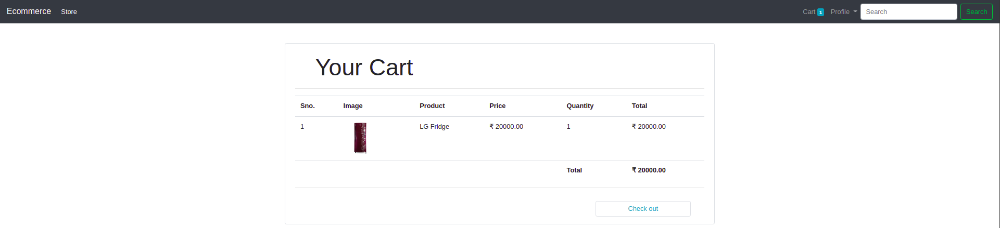 Ecommerce Store Cart 1 Profile Search Search
Your Cart
Sno. Image Product Price Quantity Total
1 LG Fridge ₹ 20000.00 1 ₹ 20000.00
Total ₹ 20000.00
Check out